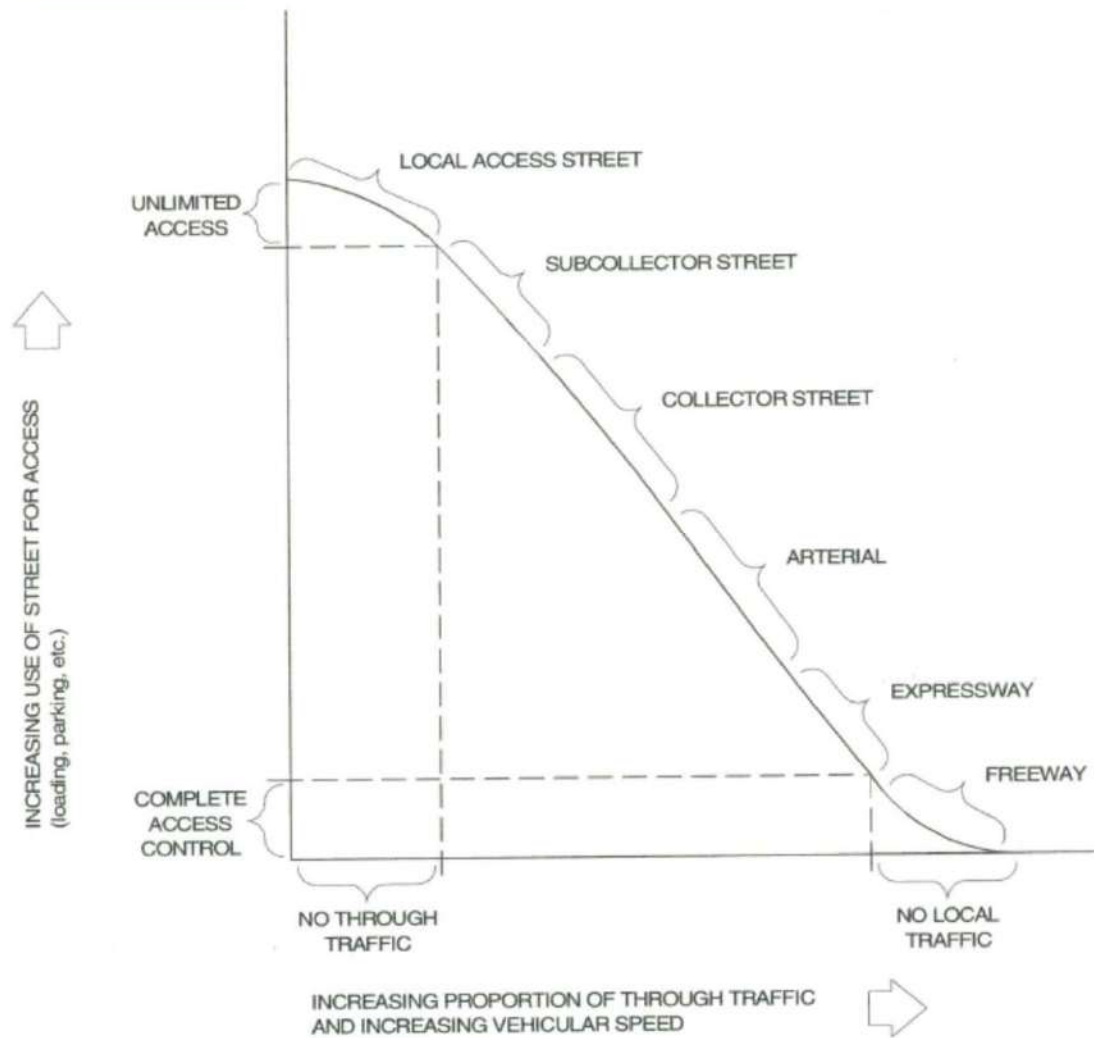 LOCAL ACCESS STREET
UNLIMITED
ACCESS
SUBCOLLECTOR STREET
COLLECTOR STREET
INCREASING USE OF STREET FOR ACCESS
(loading, parking, etc.)
ARTERIAL
EXPRESSWAY
FREEWAY
COMPLETE
ACCESS
CONTROL
NO THROUGH
TRAFFIC
NO LOCAL
TRAFFIC
INCREASING PROPORTION OF THROUGH TRAFFIC
AND INCREASING VEHICULAR SPEED